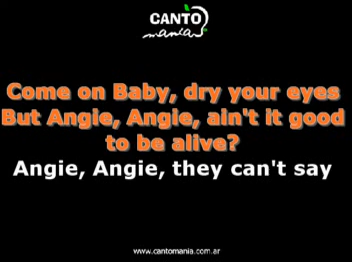 CANTO
mania
Come on Baby, dry your eyes
But Angie, Angie, ain't it good
to be alive?
Angie, Angie, they can't say
www.cantomania.com.ar